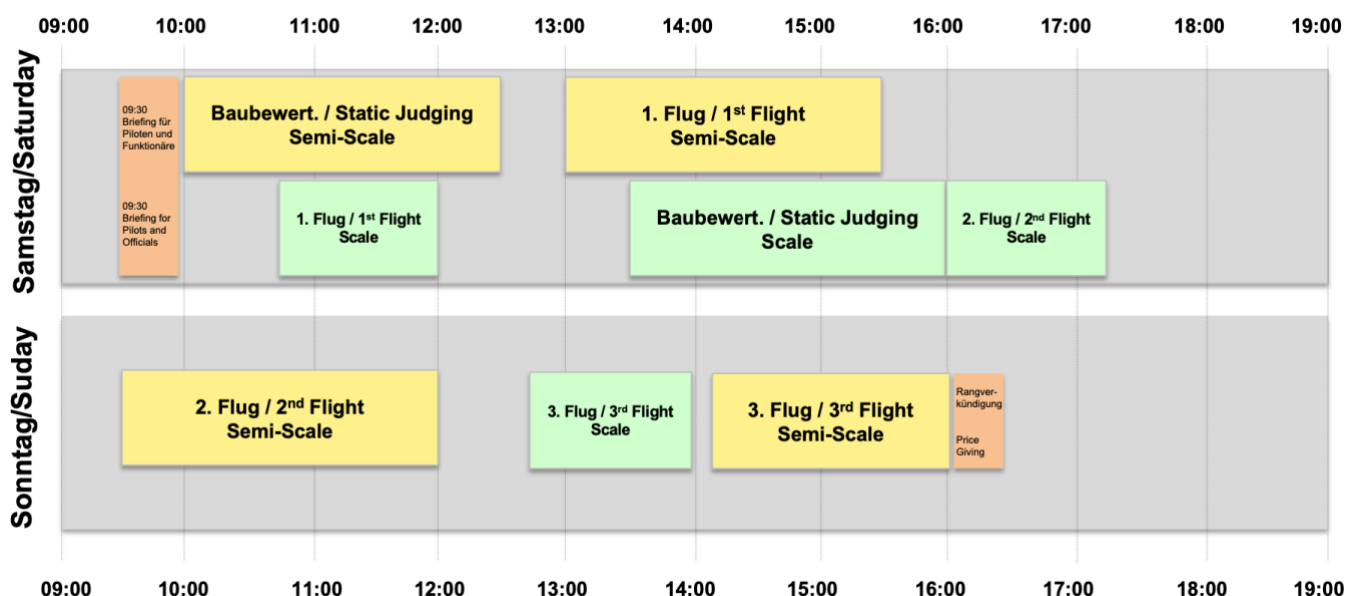 09:00 10:00 11:00 12:00 13:00 14:00 15:00 16:00 17:00 18:00 19:00
Samstag/Saturday
09:30
Briefing für
Piloten und
Funktionäre
09:30
Briefing for
Pilots and
Officials
Baubewert. / Static Judging
Semi-Scale
1. Flug / 1st Flight
Semi-Scale
1. Flug / 1st Flight
Scale
Baubewert. / Static Judging
Scale
2. Flug / 2nd Flight
Scale
Sonntag/Suday
2. Flug / 2nd Flight
Semi-Scale
3. Flug / 3rd Flight
Scale
3. Flug / 3rd Flight
Semi-Scale
Rangver-
kündigung
Price
Giving
09:00 10:00 11:00 12:00 13:00 14:00 15:00 16:00 17:00 18:00 19:00